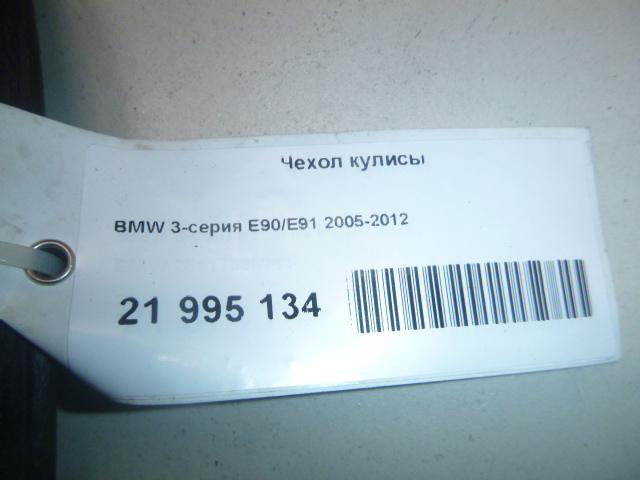 Чехол кулисы
BMW 3-серия E90/E91 2005-2012
21 995 134